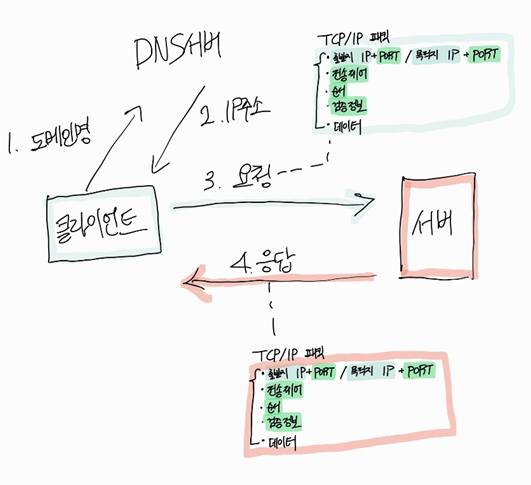 DNS서버
TCP/IP 패킷
· 출발지 IP+PORT / 목적지 IP + PORT
· 전송제어
· 순서
· 검증정보
· 데이터
1. 도메인명
2. IP주소
3. 요청
클라이언트
서버
4. 응답
TCP/IP 패킷
· 출발지 IP+PORT / 목적지 IP + PORT
· 전송제어
· 순서
· 검증정보
· 데이터